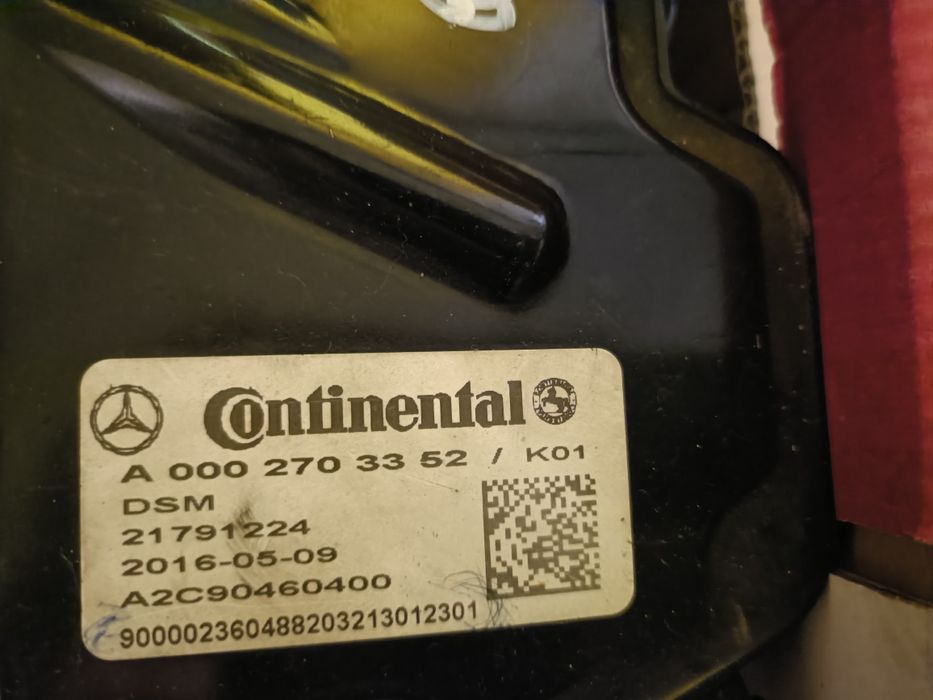 Continental
A 000 270 33 52 / K01
DSM
21791224
2016-05-09
A2C90460400
900002360488203213012301